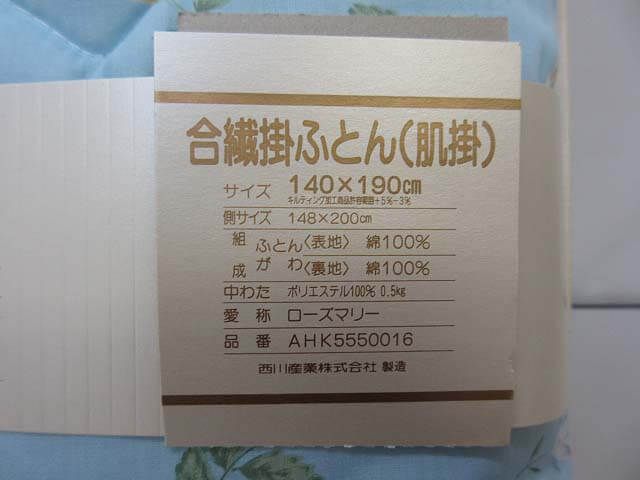 合繊掛ふとん(肌掛)
サイズ 140×190cm
キルティング加工商品許容範囲+5%-3%
側サイズ 148×200cm
組成 ふとんがわ〈表地〉 綿100%
〈裏地〉 綿100%
中わた ポリエステル100% 0.5kg
愛称 ローズマリー
品番 AHK5550016
西川産業株式会社 製造